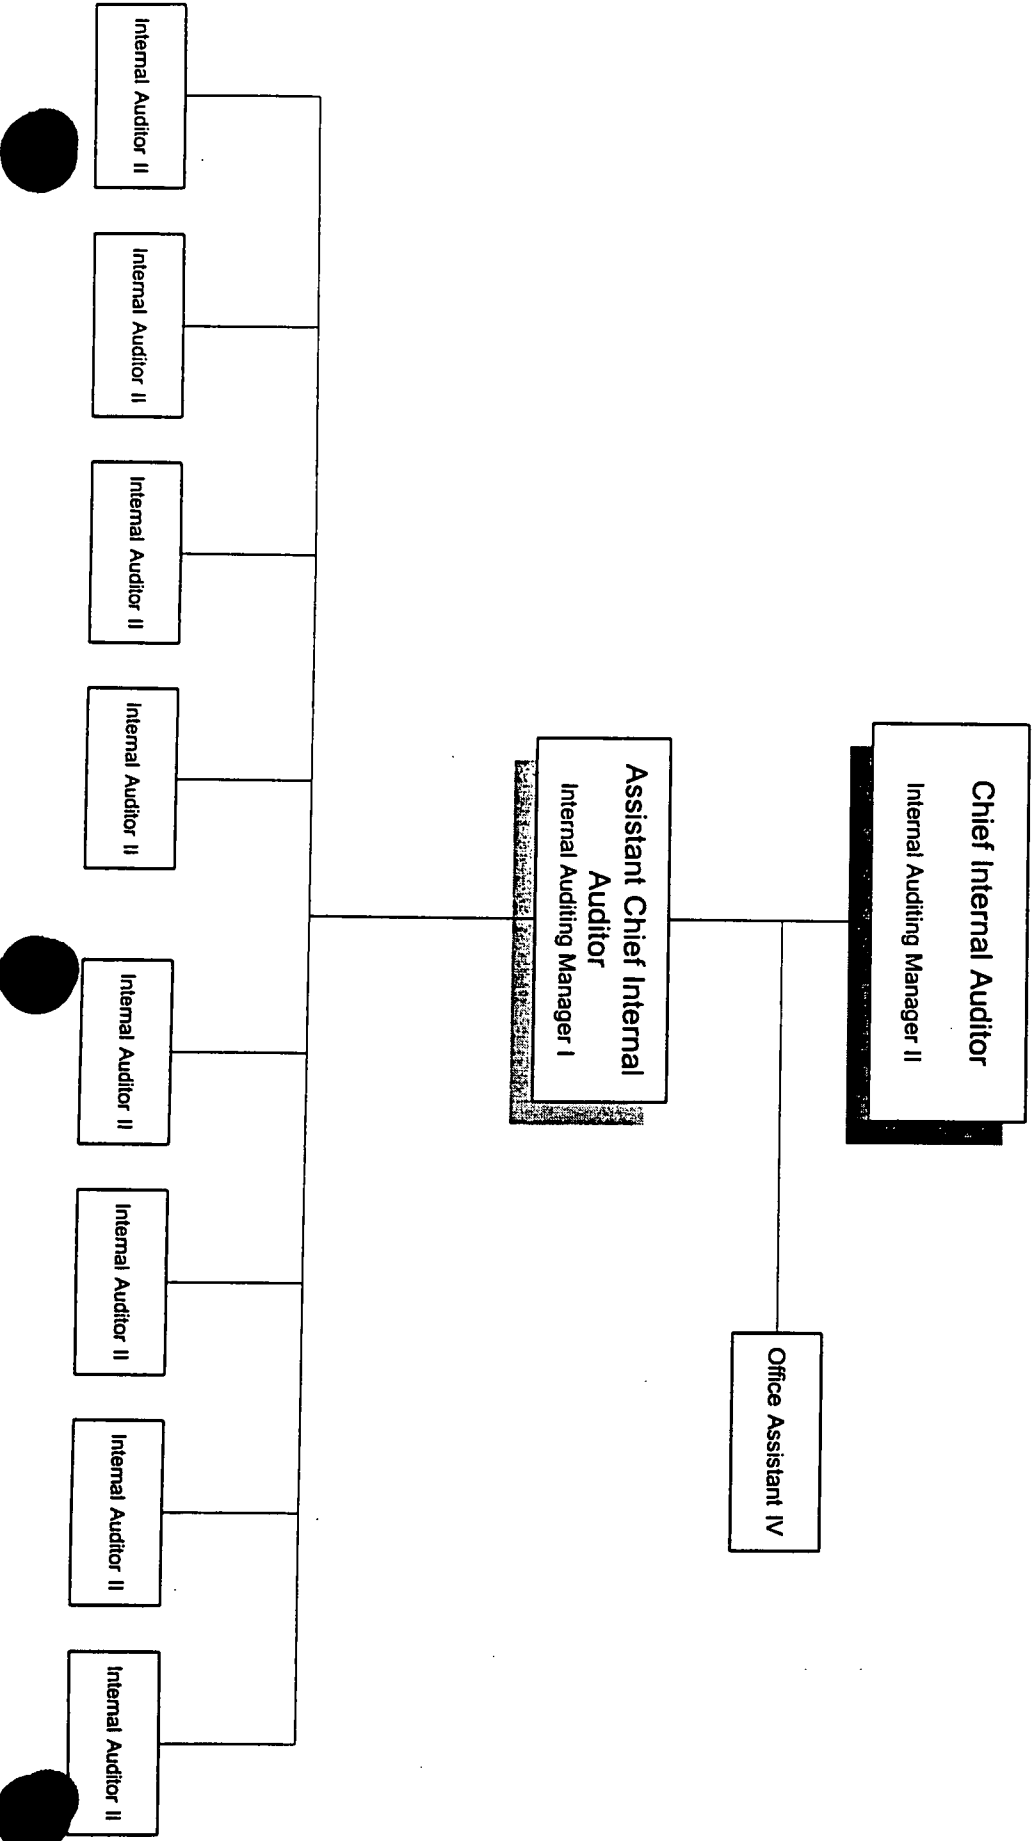 Chief Internal Auditor
Internal Auditing Manager II
Office Assistant IV
Assistant Chief Internal
Auditor
Internal Auditing Manager I
Internal Auditor II
Internal Auditor II
Internal Auditor II
Internal Auditor II
Internal Auditor II
Internal Auditor II
Internal Auditor II
Internal Auditor II